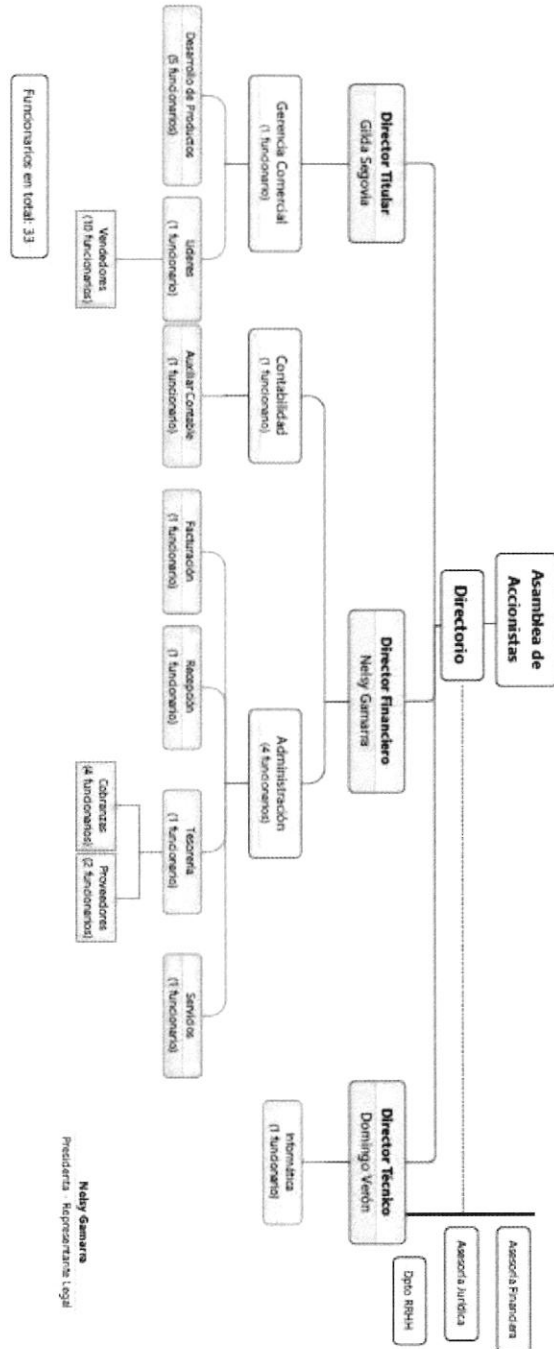 Asamblea de
Accionistas
Directorio
Asesoría Financiera
Asesoría Jurídica
Dpto RRHH
Director Titular
Gilda Segovia
Director Financiero
Nelsy Gamarra
Director Técnico
Domingo Verón
Gerencia Comercial
(1 funcionario)
Contabilidad
(1 funcionario)
Administración
(4 funcionarios)
Informática
(1 funcionario)
Desarrollo de Productos
(5 funcionarios)
Líderes
(1 funcionario)
Auxiliar Contable
(1 funcionario)
Facturación
(1 funcionario)
Recepción
(1 funcionario)
Tesorería
(1 funcionario)
Servicios
(1 funcionario)
Vendedores
(10 funcionarios)
Cobranzas
(4 funcionarios)
Proveedores
(2 funcionarios)
Funcionarios en total: 33
Nelsy Gamarra
Presidenta - Representante Legal